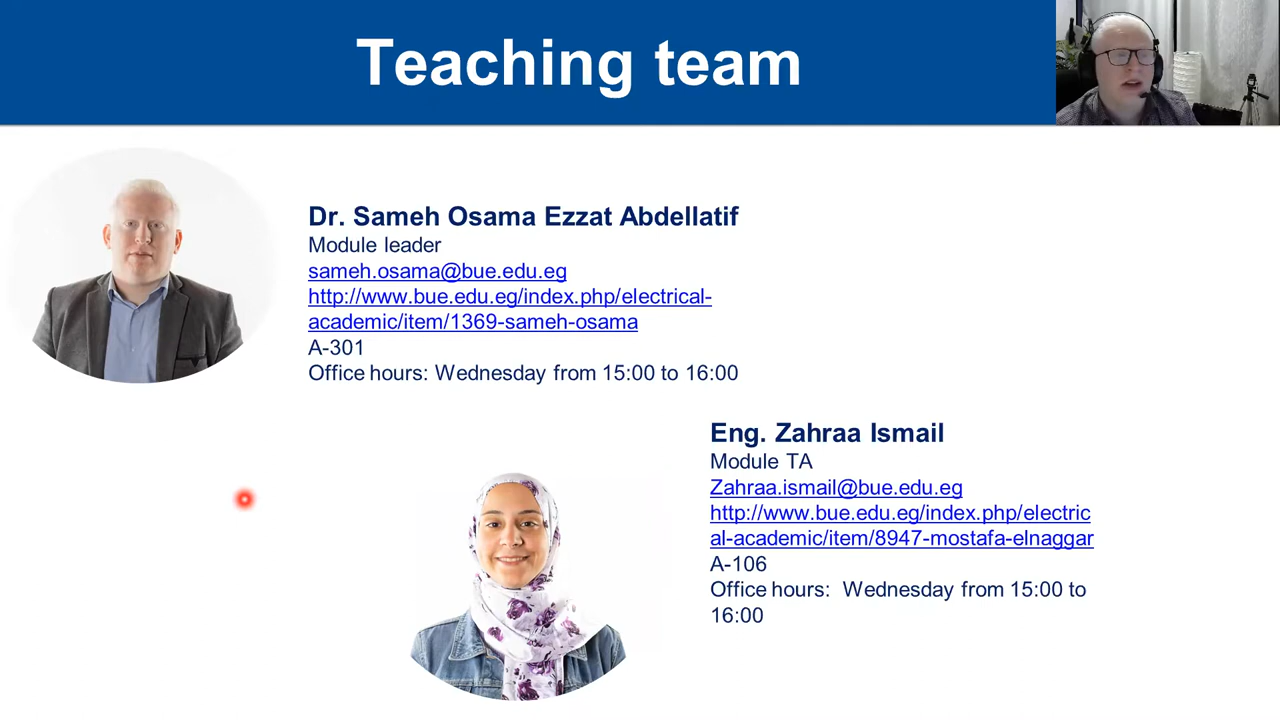 Teaching team
Dr. Sameh Osama Ezzat Abdellatif
Module leader
sameh.osama@bue.edu.eg
http://www.bue.edu.eg/index.php/electrical-
academic/item/1369-sameh-osama
A-301
Office hours: Wednesday from 15:00 to 16:00
Eng. Zahraa Ismail
Module TA
Zahraa.ismail@bue.edu.eg
http://www.bue.edu.eg/index.php/electric
al-academic/item/8947-mostafa-elnaggar
A-106
Office hours:  Wednesday from 15:00 to
16:00